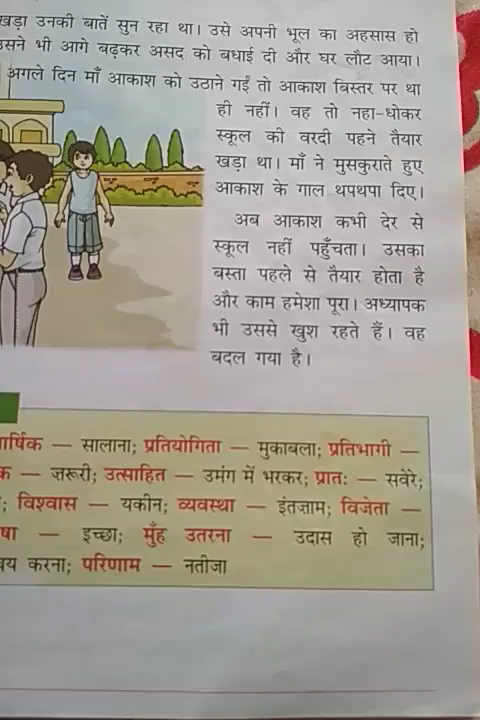 खड़ा उनकी बातें सुन रहा था। उसे अपनी भूल का अहसास हो
उसने भी आगे बढ़कर असद को बधाई दी और घर लौट आया।
अगले दिन माँ आकाश को उठाने गईं तो आकाश बिस्तर पर था
ही नहीं। वह तो नहा-धोकर
स्कूल की वरदी पहने तैयार
खड़ा था। माँ ने मुसकुराते हुए
आकाश के गाल थपथपा दिए।
अब आकाश कभी देर से
स्कूल नहीं पहुँचता। उसका
बस्ता पहले से तैयार होता है
और काम हमेशा पूरा। अध्यापक
भी उससे खुश रहते हैं। वह
बदल गया है।
— सालाना; प्रतियोगिता — मुकाबला; प्रतिभागी —
क — ज़रूरी; उत्साहित — उमंग में भरकर; प्रातः — सवेरे;
; विश्वास — यकीन; व्यवस्था — इंतज़ाम; विजेता —
षा — इच्छा; मुँह उतरना — उदास हो जाना;
करना; परिणाम — नतीजा